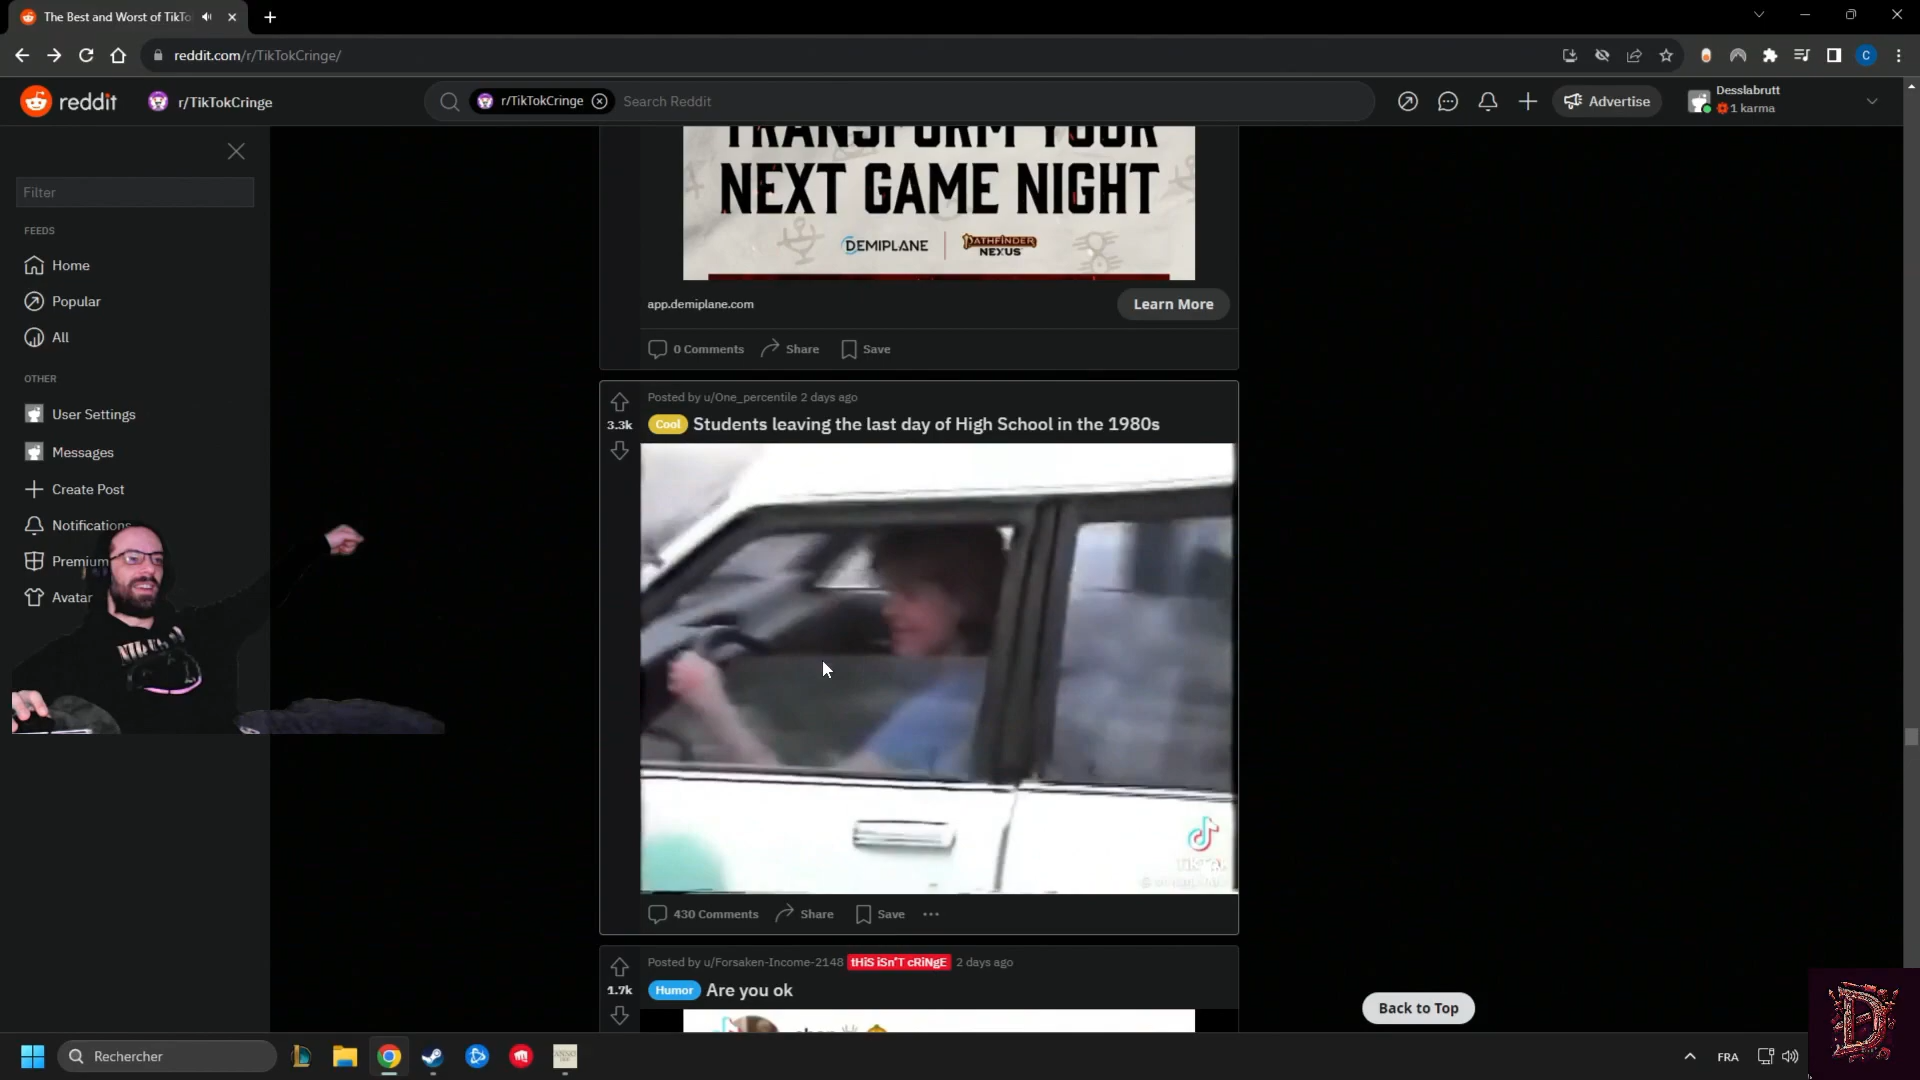 The Best and Worst of TikTo
reddit.com/r/TikTokCringe/
reddit
r/TikTokCringe
r/TikTokCringe
Search Reddit
Advertise
Desslabrutt
1 karma
Filter
FEEDS
Home
Popular
All
OTHER
User Settings
Messages
Create Post
Notifications
Premium
Avatar
TRANSFORM YOUR
NEXT GAME NIGHT
DEMIPLANE
PATHFINDER
NEXUS
app.demiplane.com
Learn More
0 Comments
Share
Save
Posted by u/One_percentile 2 days ago
3.3k
Cool
Students leaving the last day of High School in the 1980s
TikTok
430 Comments
Share
Save
Posted by u/Forsaken-Income-2148
tHiS iSn'T cRiNgE
2 days ago
1.7k
Humor
Are you ok
Back to Top
Rechercher
ANNO
FRA
C